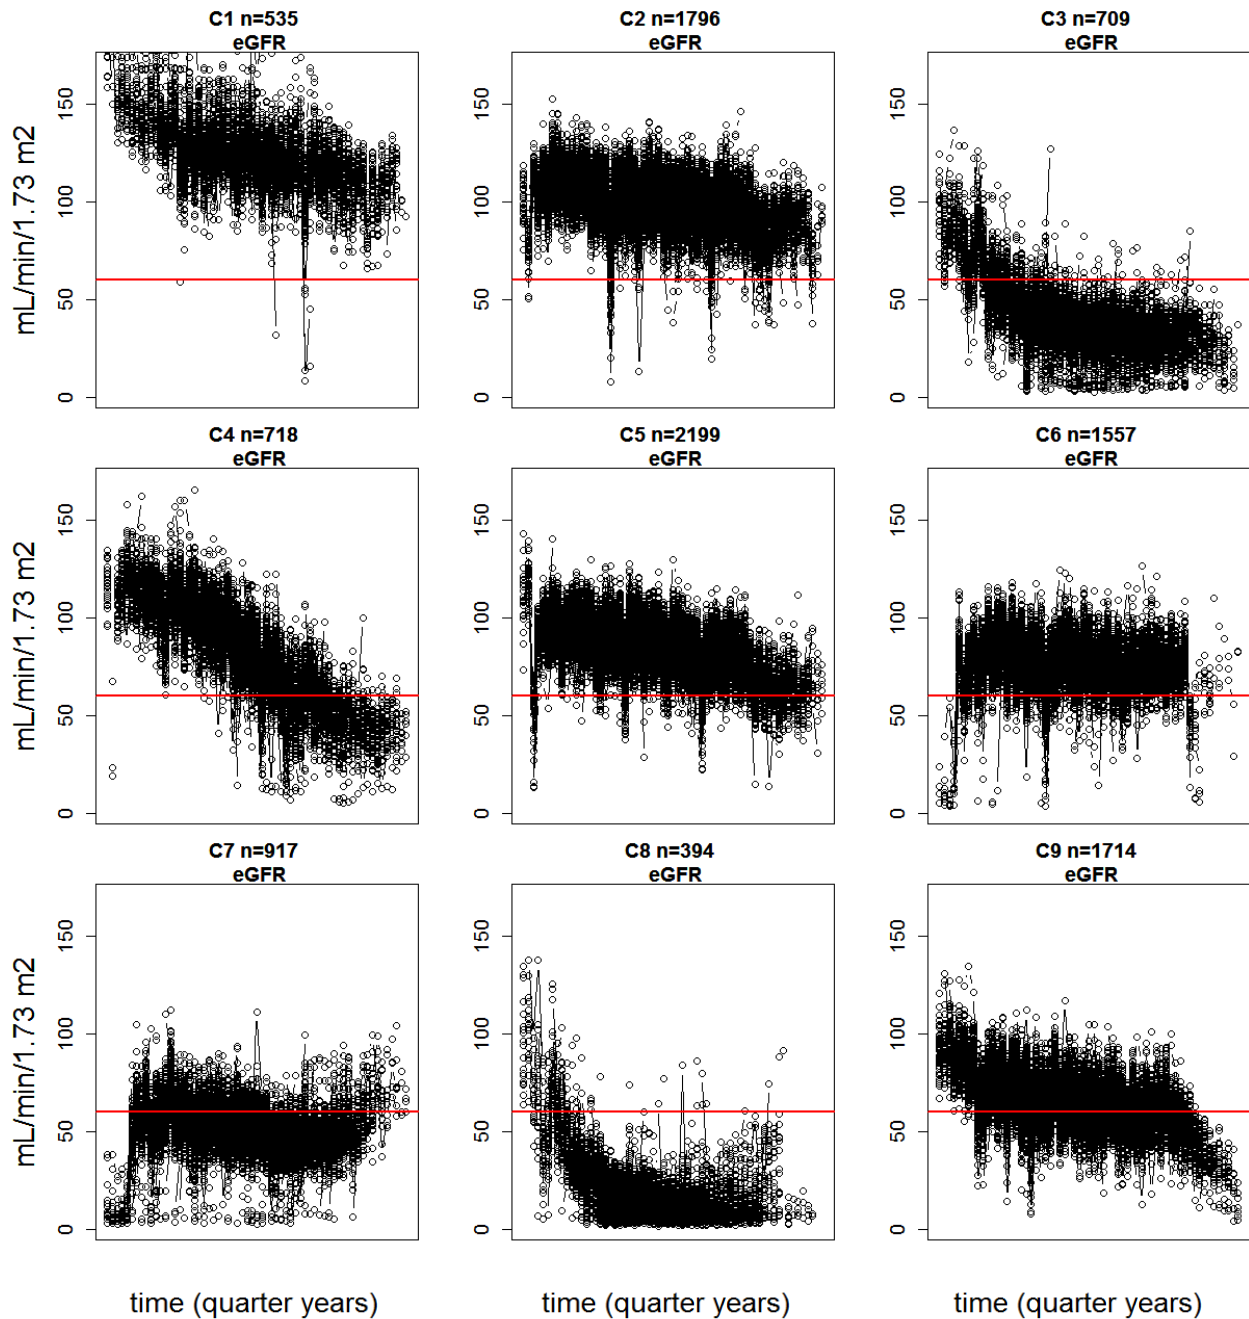 C1 n=535
eGFR
C2 n=1796
eGFR
C3 n=709
eGFR
mL/min/1.73 m2
150
100
50
0
150
100
50
0
150
100
50
0
C4 n=718
eGFR
C5 n=2199
eGFR
C6 n=1557
eGFR
mL/min/1.73 m2
150
100
50
0
150
100
50
0
150
100
50
0
C7 n=917
eGFR
C8 n=394
eGFR
C9 n=1714
eGFR
mL/min/1.73 m2
150
100
50
0
150
100
50
0
150
100
50
0
time (quarter years)
time (quarter years)
time (quarter years)